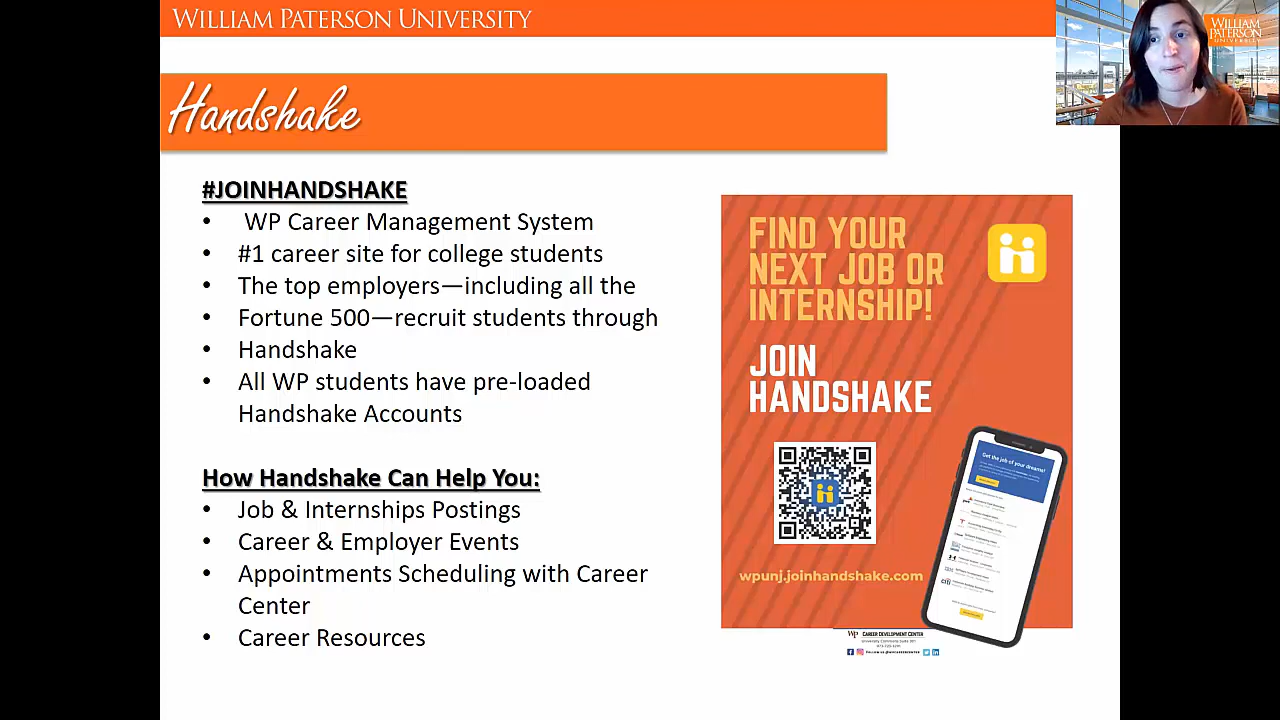 WILLIAM PATERSON UNIVERSITY
WILLIAM
PATERSON
UNIVERSITY
Handshake
#JOINHANDSHAKE
• WP Career Management System
• #1 career site for college students
• The top employers—including all the
• Fortune 500—recruit students through
• Handshake
• All WP students have pre-loaded
Handshake Accounts
How Handshake Can Help You:
• Job & Internships Postings
• Career & Employer Events
• Appointments Scheduling with Career
Center
• Career Resources
FIND YOUR
NEXT JOB OR
INTERNSHIP!
JOIN
HANDSHAKE
wpunj.joinhandshake.com
Get the job of your dreams!
citi
WP CAREER DEVELOPMENT CENTER